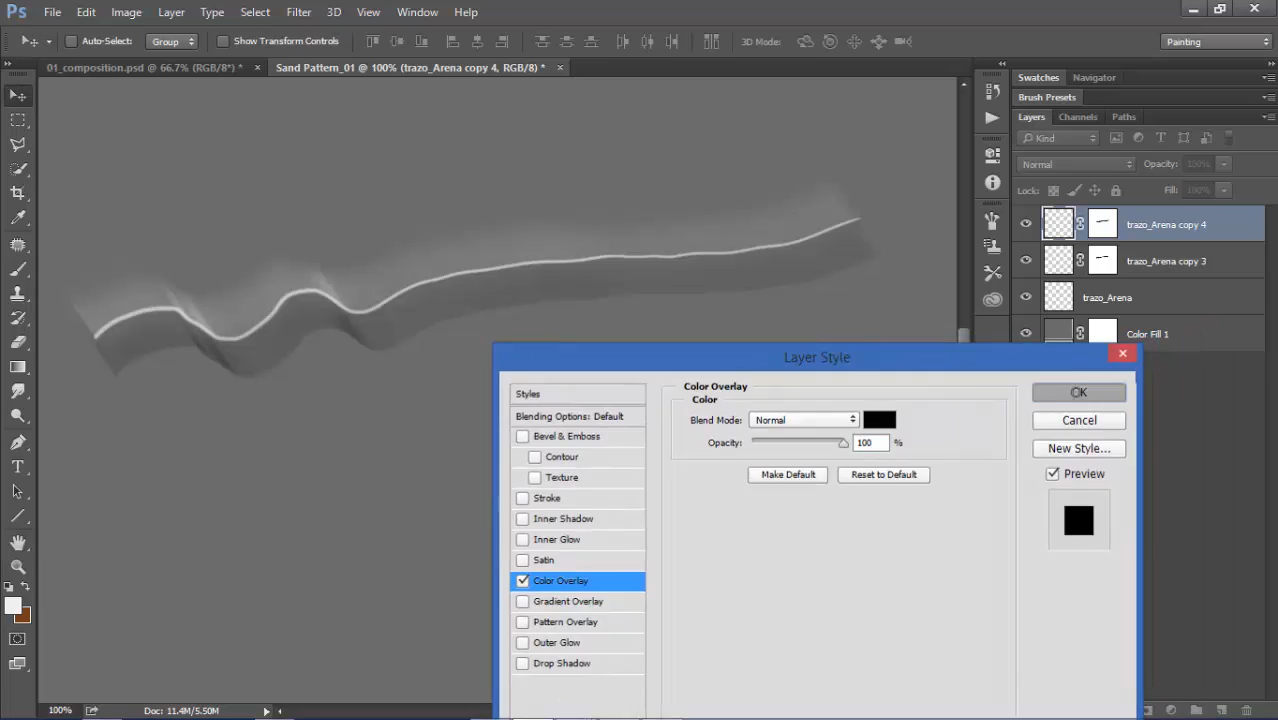 Ps File Edit Image Layer Type Select Filter 3D View Window Help
Auto-Select: Group Show Transform Controls 3D Mode: Painting
01_composition.psd @ 66.7% (RGB/8*) * × Sand Pattern_01 @ 100% (trazo_Arena copy 4, RGB/8) * ×
Swatches Navigator
Brush Presets
Layers Channels Paths
Kind
Normal Opacity: 100%
Lock: Fill: 100%
trazo_Arena copy 4
trazo_Arena copy 3
trazo_Arena
Color Fill 1
Layer Style
Styles
Blending Options: Default
Bevel & Emboss
Contour
Texture
Stroke
Inner Shadow
Inner Glow
Satin
Color Overlay
Gradient Overlay
Pattern Overlay
Outer Glow
Drop Shadow
Color Overlay
Color
Blend Mode: Normal
Opacity: 100 %
Make Default Reset to Default
OK
Cancel
New Style...
Preview
100% Doc: 11.4M/5.50M